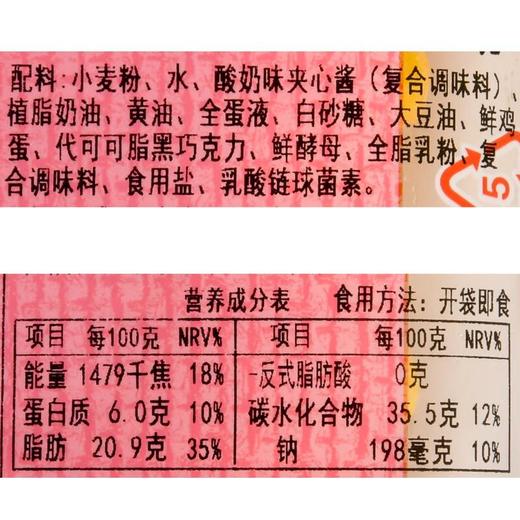 配料:小麦粉、水、酸奶味夹心酱(复合调味料)、
植脂奶油、黄油、全蛋液、白砂糖、大豆油、鲜鸡
蛋、代可可脂黑巧克力、鲜酵母、全脂乳粉、复
合调味料、食用盐、乳酸链球菌素。
5
营养成分表 食用方法: 开袋即食
项目 每100克 NRV% 项目 每100克 NRV%
能量 1479千焦 18% -反式脂肪酸 0克
蛋白质 6.0克 10% 碳水化合物 35.5克 12%
脂肪 20.9克 35% 钠 198毫克 10%